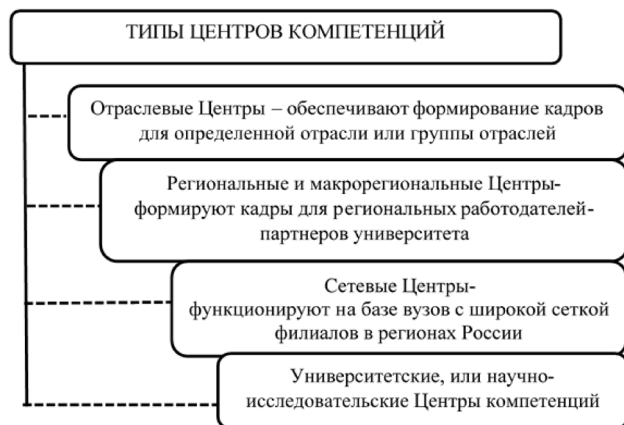 ТИПЫ ЦЕНТРОВ КОМПЕТЕНЦИЙ
Отраслевые Центры – обеспечивают формирование кадров
для определенной отрасли или группы отраслей
Региональные и макрорегиональные Центры-
формируют кадры для региональных работодателей-
партнеров университета
Сетевые Центры-
функционируют на базе вузов с широкой сеткой
филиалов в регионах России
Университетские, или научно-
исследовательские Центры компетенций